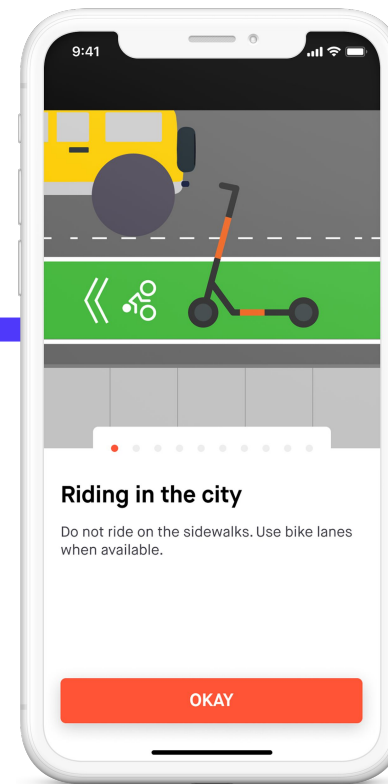 9:41
Riding in the city
Do not ride on the sidewalks. Use bike lanes
when available.
OKAY